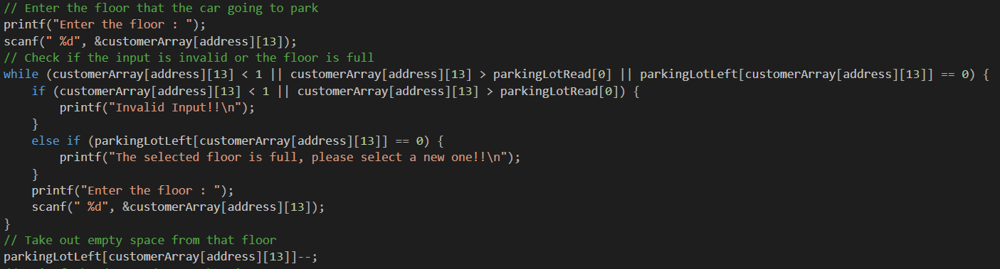 // Enter the floor that the car going to park
printf("Enter the floor : ");
scanf(" %d", &customerArray[address][13]);
// Check if the input is invalid or the floor is full
while (customerArray[address][13] < 1 || customerArray[address][13] > parkingLotRead[0] || parkingLotLeft[customerArray[address][13]] == 0) {
    if (customerArray[address][13] < 1 || customerArray[address][13] > parkingLotRead[0]) {
        printf("Invalid Input!!\n");
    }
    else if (parkingLotLeft[customerArray[address][13]] == 0) {
        printf("The selected floor is full, please select a new one!!\n");
    }
    printf("Enter the floor : ");
    scanf(" %d", &customerArray[address][13]);
}
// Take out empty space from that floor
parkingLotLeft[customerArray[address][13]]--;